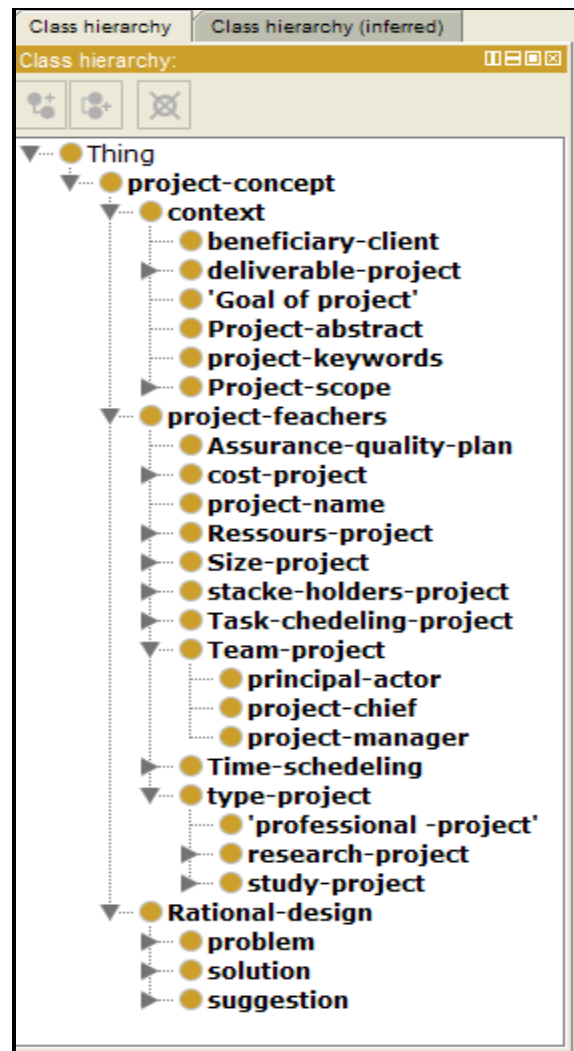 Class hierarchy Class hierarchy (inferred)
Class hierarchy:
Thing
project-concept
context
beneficiary-client
deliverable-project
'Goal of project'
Project-abstract
project-keywords
Project-scope
project-feachers
Assurance-quality-plan
cost-project
project-name
Ressours-project
Size-project
stacke-holders-project
Task-chedeling-project
Team-project
principal-actor
project-chief
project-manager
Time-schedeling
type-project
'professional -project'
research-project
study-project
Rational-design
problem
solution
suggestion